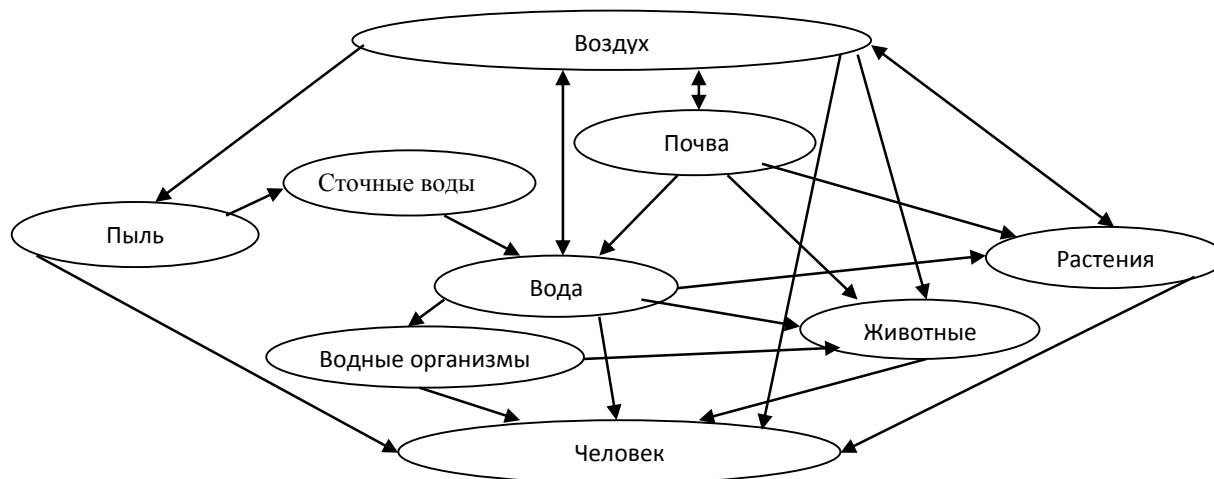 Воздух
Почва
Сточные воды
Пыль
Растения
Вода
Животные
Водные организмы
Человек